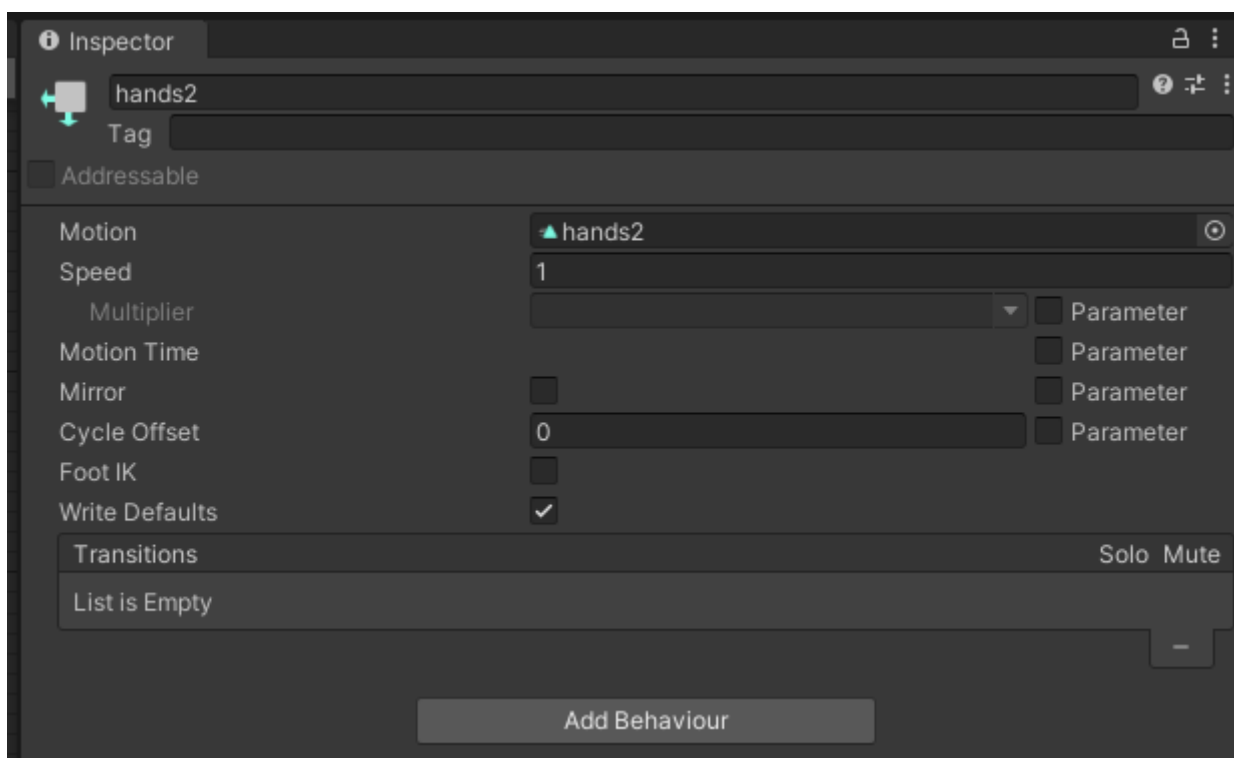 Inspector
hands2
Tag
Addressable
Motion hands2
Speed 1
Multiplier Parameter
Motion Time Parameter
Mirror Parameter
Cycle Offset 0 Parameter
Foot IK
Write Defaults
Transitions Solo Mute
List is Empty
Add Behaviour